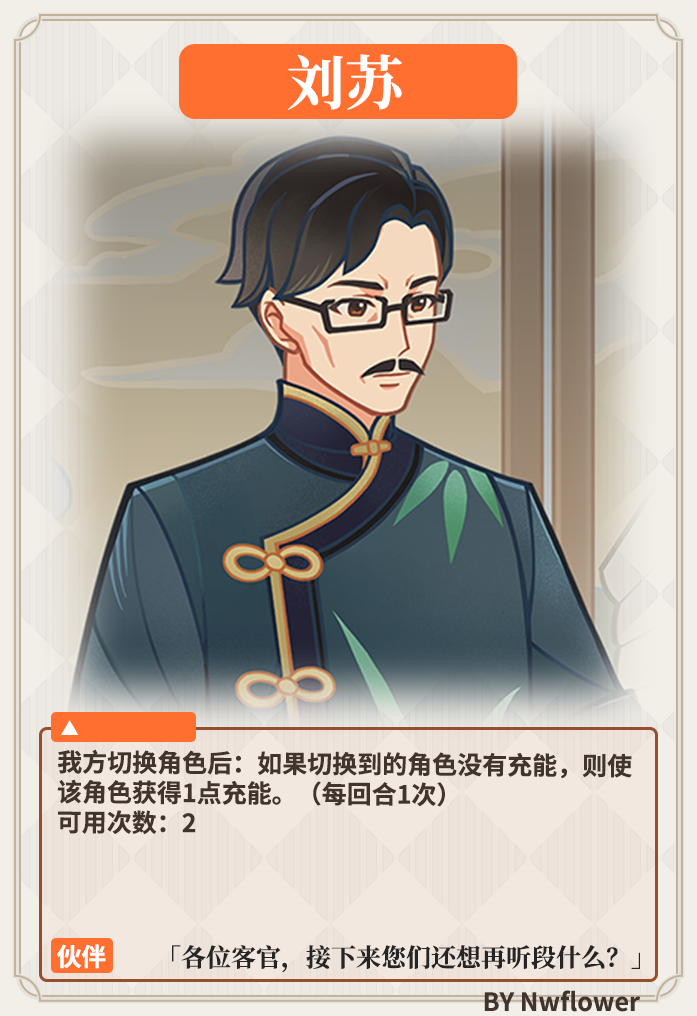 刘苏
我方切换角色后：如果切换到的角色没有充能，则使
该角色获得1点充能。（每回合1次）
可用次数：2
伙伴
「各位客官，接下来您们还想再听段什么？」
BY Nwflower